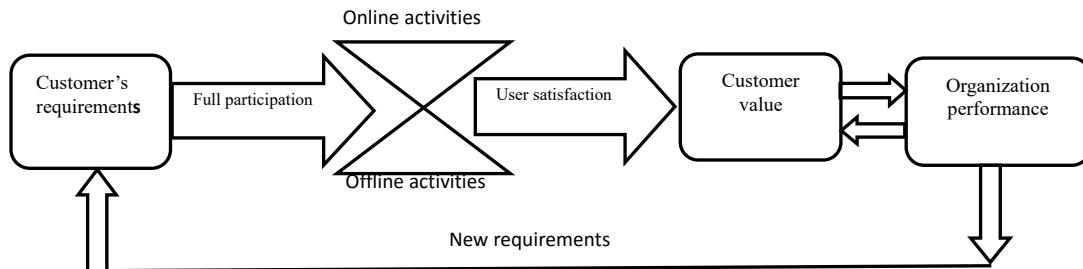 Online activities
Customer’s
requirements
Full participation
User satisfaction
Customer
value
Organization
performance
Offline activities
New requirements